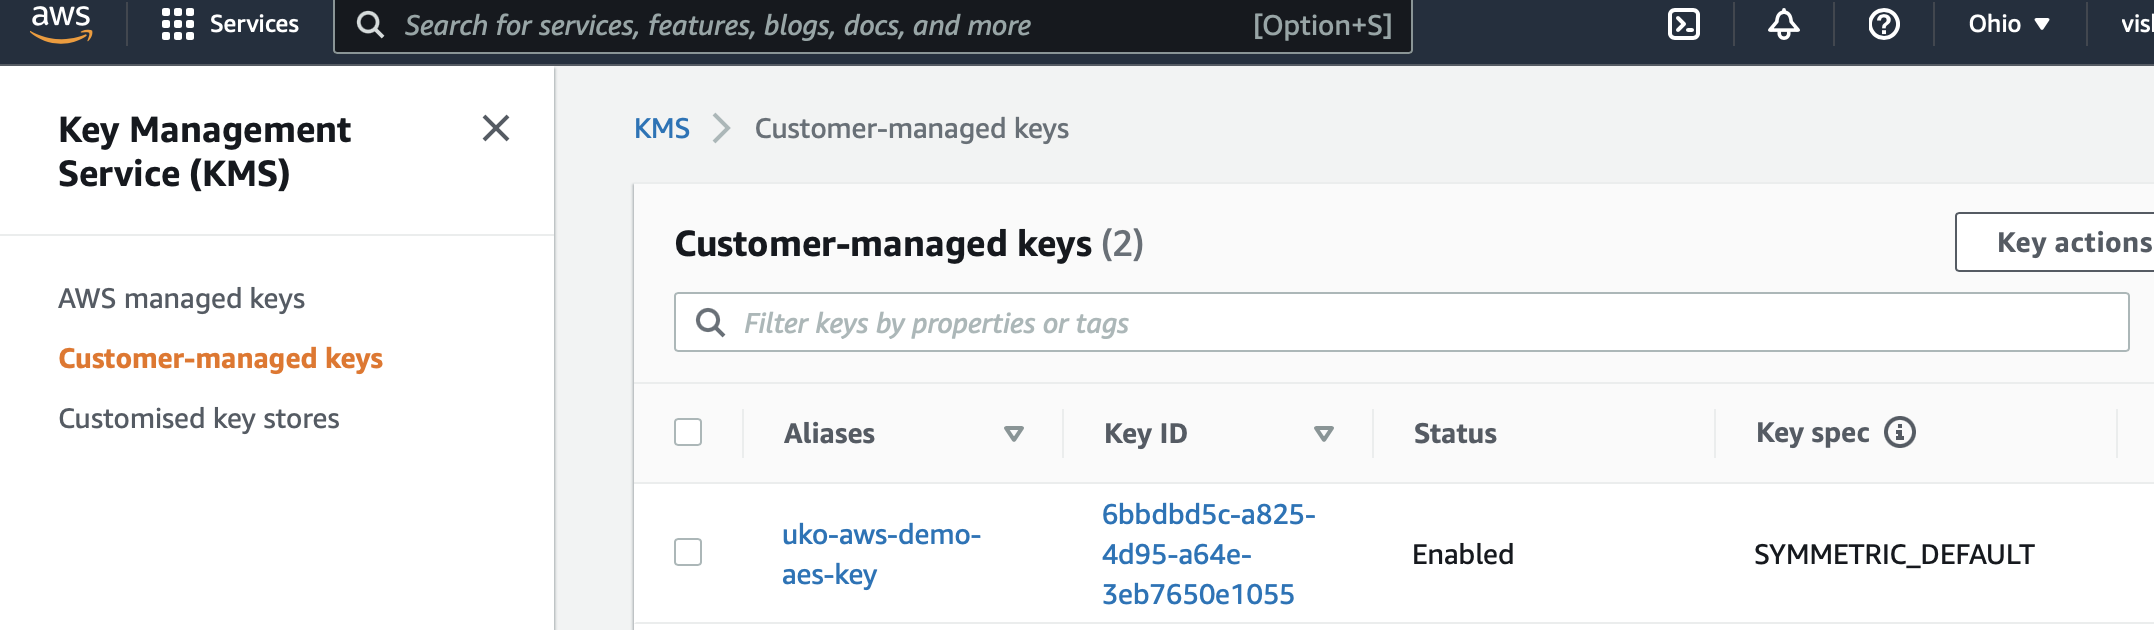 aws
Services
Search for services, features, blogs, docs, and more
[Option+S]
Ohio
Key Management
Service (KMS)
AWS managed keys
Customer-managed keys
Customised key stores
KMS
Customer-managed keys
Customer-managed keys (2)
Key actions
Filter keys by properties or tags
Aliases
Key ID
Status
Key spec
uko-aws-demo-
aes-key
6bbdbd5c-a825-
4d95-a64e-
3eb7650e1055
Enabled
SYMMETRIC_DEFAULT